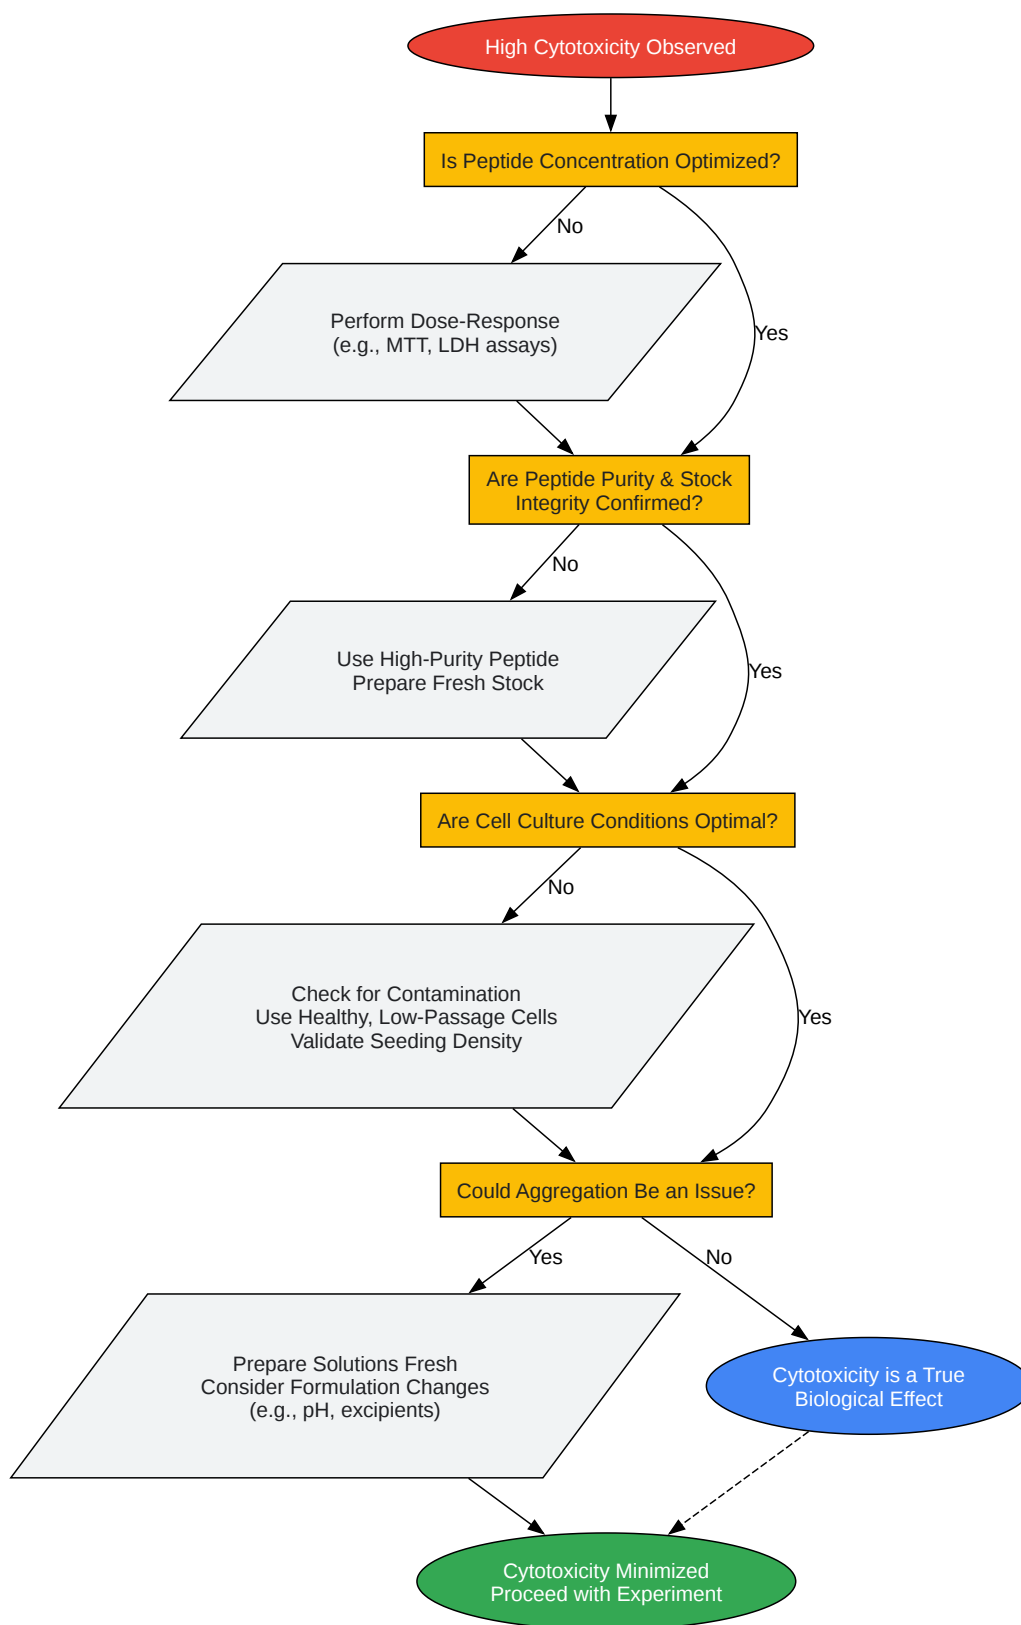 High Cytotoxicity Observed
Is Peptide Concentration Optimized?
No
Yes
Perform Dose-Response
(e.g., MTT, LDH assays)
Are Peptide Purity & Stock
Integrity Confirmed?
No
Yes
Use High-Purity Peptide
Prepare Fresh Stock
Are Cell Culture Conditions Optimal?
No
Yes
Check for Contamination
Use Healthy, Low-Passage Cells
Validate Seeding Density
Could Aggregation Be an Issue?
Yes
No
Prepare Solutions Fresh
Consider Formulation Changes
(e.g., pH, excipients)
Cytotoxicity is a True
Biological Effect
Cytotoxicity Minimized
Proceed with Experiment